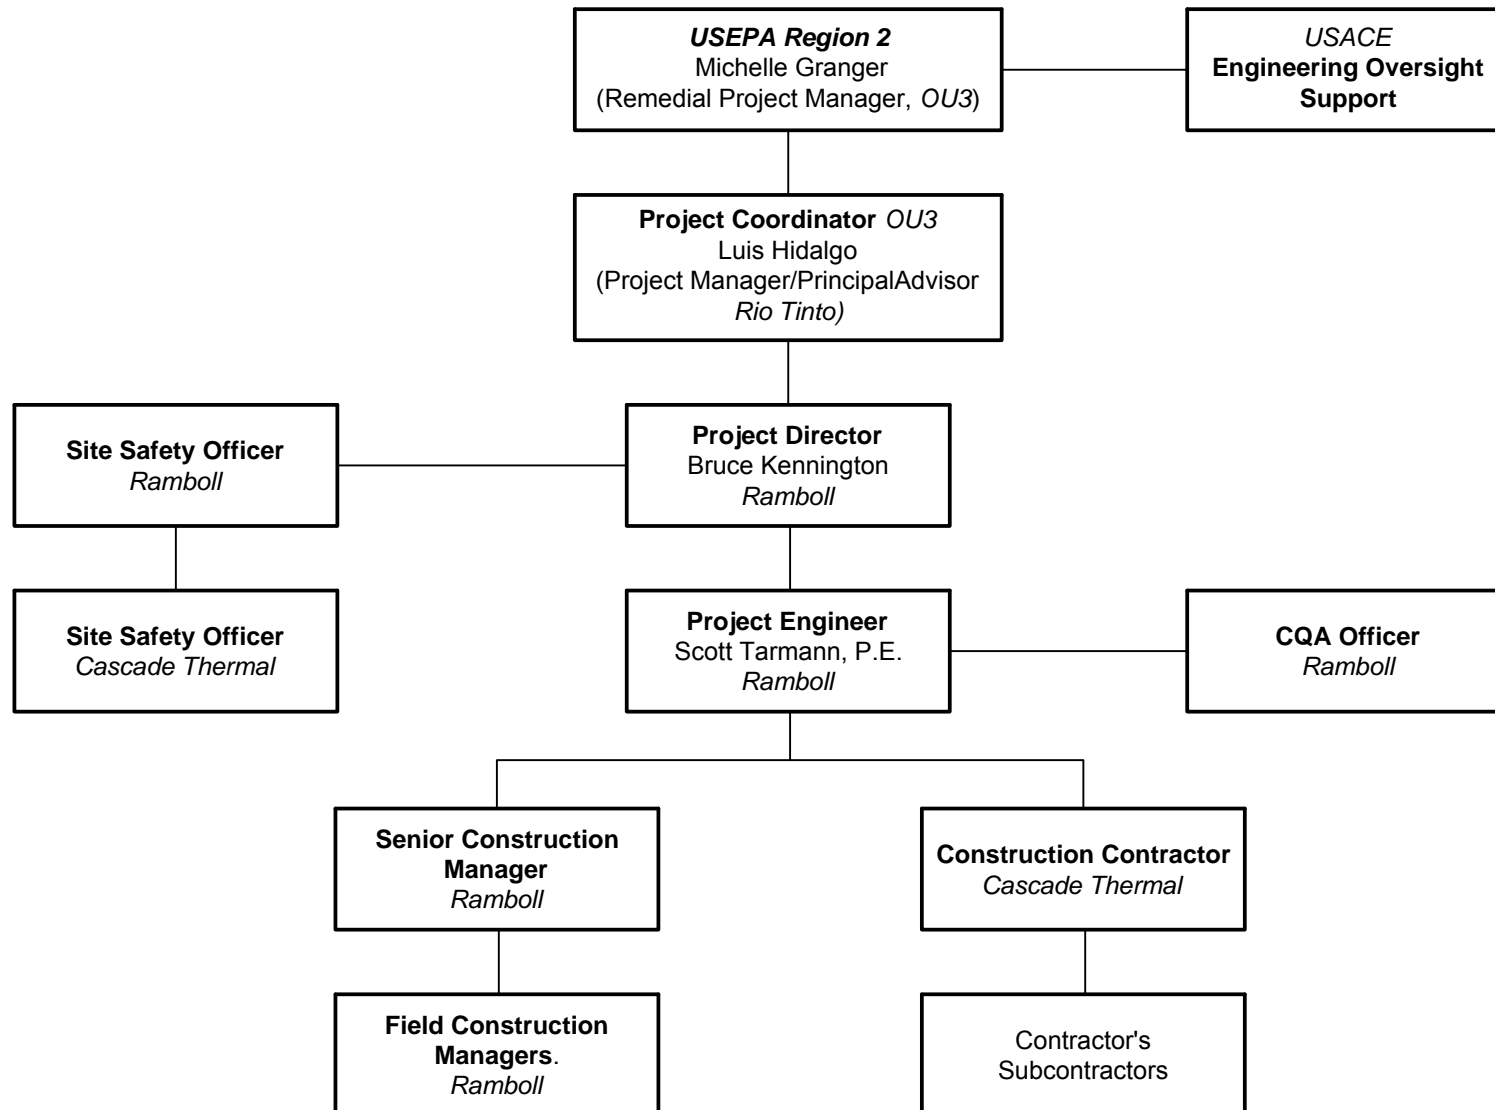 USEPA Region 2
Michelle Granger
(Remedial Project Manager, OU3)
USACE
Engineering Oversight
Support
Project Coordinator OU3
Luis Hidalgo
(Project Manager/PrincipalAdvisor
Rio Tinto)
Site Safety Officer
Ramboll
Project Director
Bruce Kennington
Ramboll
Site Safety Officer
Cascade Thermal
Project Engineer
Scott Tarmann, P.E.
Ramboll
CQA Officer
Ramboll
Senior Construction
Manager
Ramboll
Construction Contractor
Cascade Thermal
Field Construction
Managers.
Ramboll
Contractor's
Subcontractors